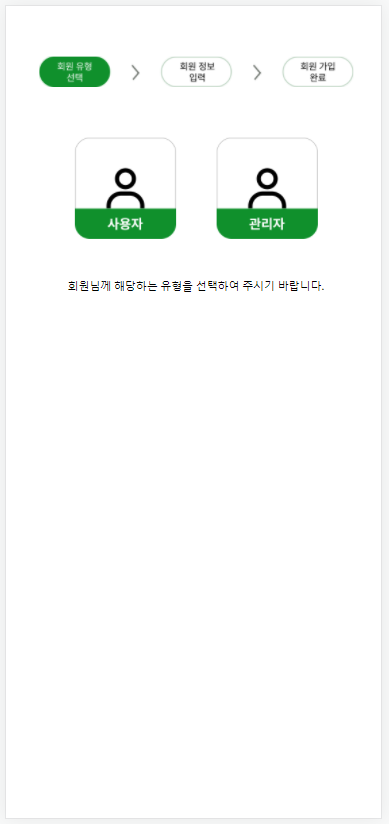 회원 유형
선택
회원 정보
입력
회원 가입
완료
사용자
관리자
회원님께 해당하는 유형을 선택하여 주시기 바랍니다.